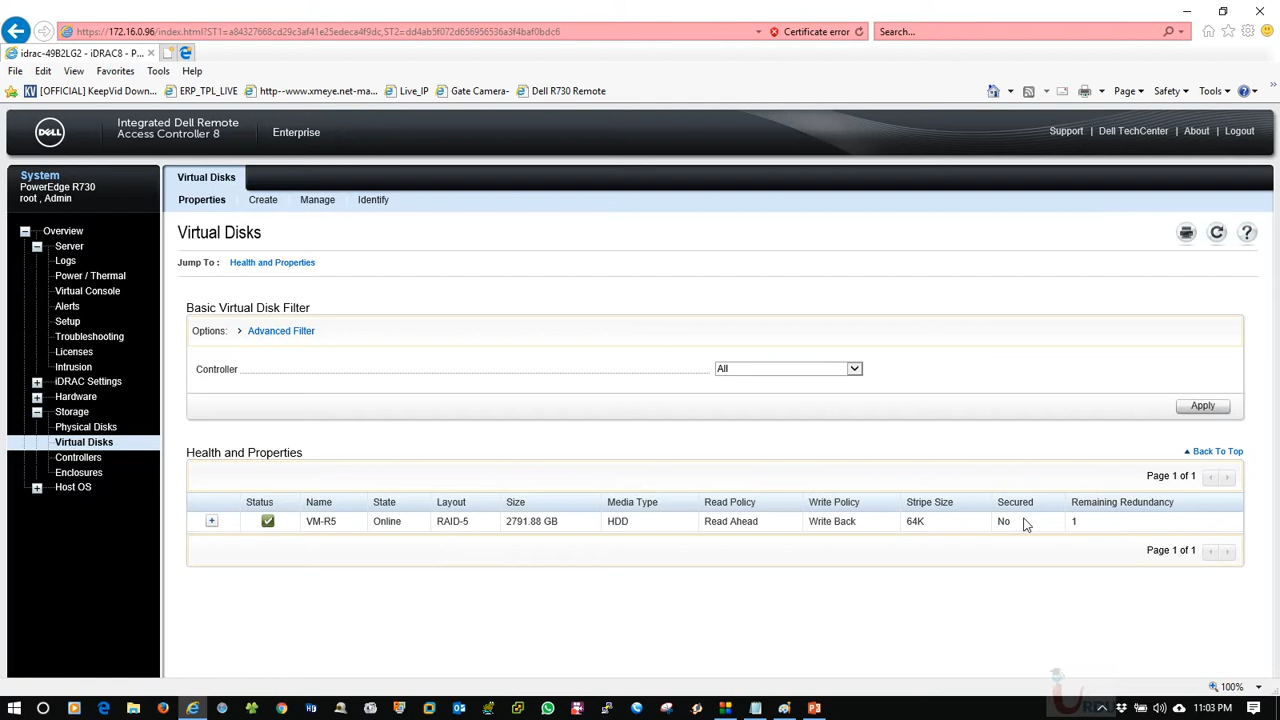 https://172.16.0.96/index.html?ST1=a84327668cd29c3af41e25edeca4d9dc,ST2=dd4ab5f072d656956536a3f4baf0bdc6
Certificate error
Search...
idrac-49B2LG2 - iDRAC8 - P...
File Edit View Favorites Tools Help
[OFFICIAL] KeepVid Down...
ERP_TPL_LIVE
http--www.xmeye.net-ma...
Live_IP
Gate Camera-
Dell R730 Remote
Page
Safety
Tools
DELL
Integrated Dell Remote
Access Controller 8
Enterprise
Support | Dell TechCenter | About | Logout
System
PowerEdge R730
root , Admin
Overview
Server
Logs
Power / Thermal
Virtual Console
Alerts
Setup
Troubleshooting
Licenses
Intrusion
iDRAC Settings
Hardware
Storage
Physical Disks
Virtual Disks
Controllers
Enclosures
Host OS
Virtual Disks
Properties Create Manage Identify
Virtual Disks
Jump To : Health and Properties
Basic Virtual Disk Filter
Options: Advanced Filter
Controller All
Apply
Health and Properties
Back To Top
Page 1 of 1
Status Name State Layout Size Media Type Read Policy Write Policy Stripe Size Secured Remaining Redundancy
VM-R5 Online RAID-5 2791.88 GB HDD Read Ahead Write Back 64K No 1
Page 1 of 1
100%
11:03 PM